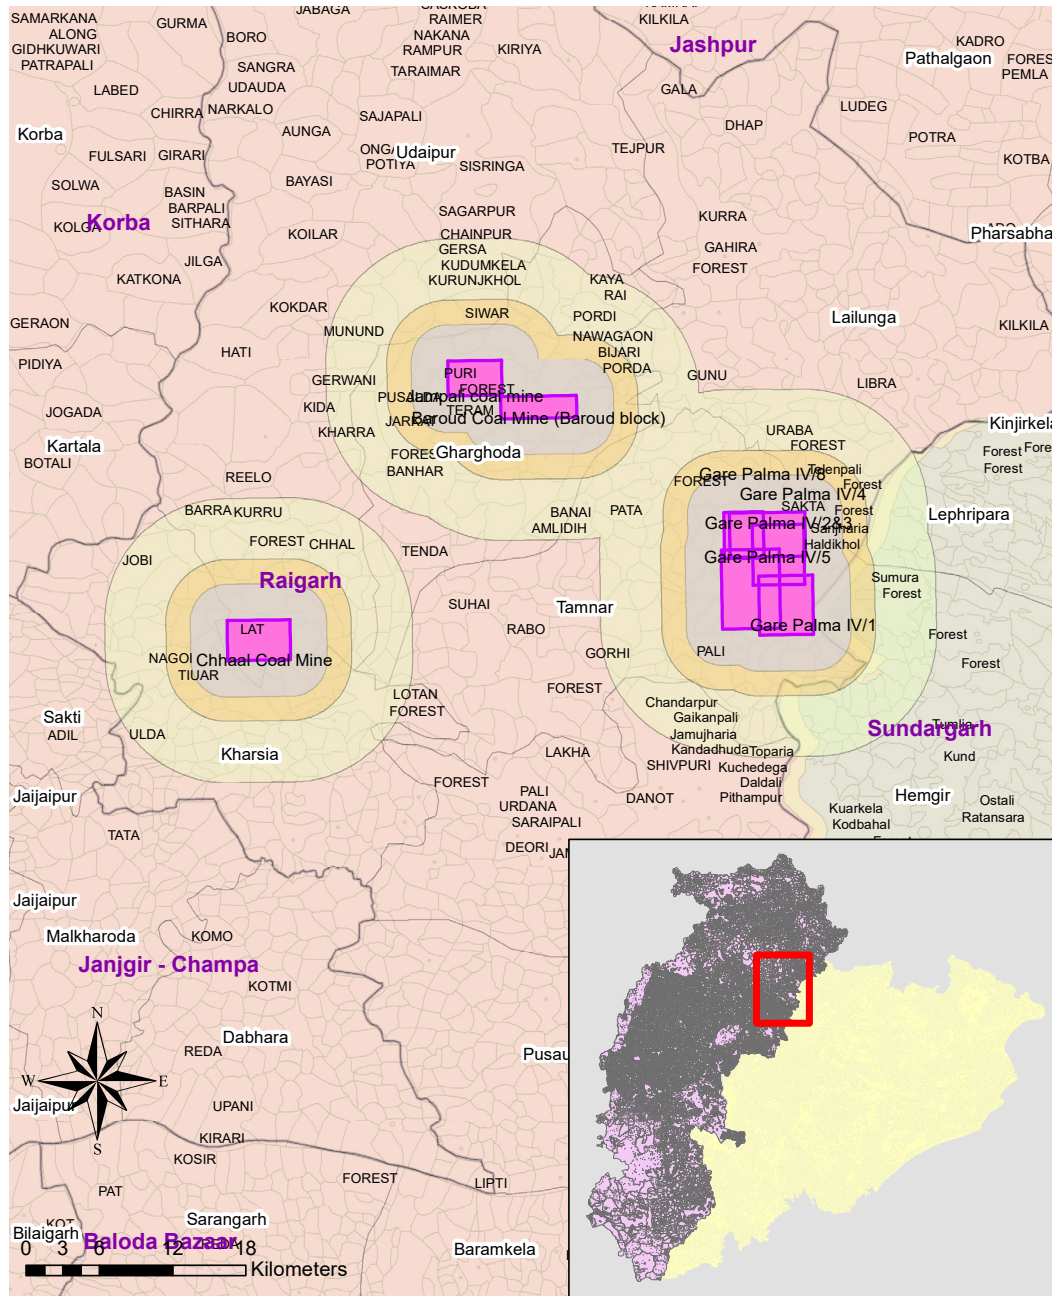 SAMARKANA
ALONG
GIDHKUWARI
PATRAPALI
GURMA
BORO
JABAGA
RAIMER
NAKANA
RAMPUR
KIRIYA
KILKILA
Jashpur
KADRO
Pathalgaon
PEMLA
SANGRA
UDAUDA
TARAIMAR
LABED
CHIRRA
NARKALO
GALA
LUDEG
Korba
AUNGA
SAJAPALI
DHAP
POTRA
FULSARI
GIRARI
POTIYA
Udaipur
SISRINGA
TEJPUR
KOTBA
SOLWA
BASIN
BARPALI
SITHARA
BAYASI
KOLGA
Korba
KOILAR
SAGARPUR
CHAINPUR
GERSA
KUDUMKELA
KURUNJKHOL
KURRA
GAHIRA
FOREST
Pharsabha
JILGA
KATKONA
KAYA
RAI
KOKDAR
SIWAR
PORDI
Lailunga
GERAON
MUNUND
NAWAGAON
BIJARI
PORDA
KILKILA
PIDIYA
HATI
GERWANI
PURI
FOREST
GUNU
LIBRA
Jampali coal mine
JOGADA
KIDA
TERAM
Baroud Coal Mine (Baroud block)
Kinjirkela
Kartala
KHARRA
Gharghoda
URABA
FOREST
Forest
BOTALI
BANHAR
Telenpali
Forest
Forest
REELO
FOREST
Gare Palma IV/8
Gare Palma IV/4
SAKTA
Forest
Lephripara
BARRA
KURRU
BANAI
AMLIDIH
PATA
Gare Palma IV/2&3
Sanjharia
Haldikhol
FOREST
CHHAL
TENDA
Gare Palma IV/5
JOBI
Raigarh
SUHAI
Tamnar
Sumura
Forest
LAT
RABO
Gare Palma IV/1
Forest
NAGOI
TIUAR
Chhaal Coal Mine
GORHI
PALI
Forest
LOTAN
FOREST
FOREST
Chandarpur
Gaikanpali
Jamujharia
Kandadhuda
Toparia
Sundargarh
Tumlia
Sakti
ADIL
ULDA
Kharsia
LAKHA
SHIVPURI
Kuchedega
Daldali
Pithampur
Kund
Jaijaipur
FOREST
PALI
URDANA
SARAIPALI
DANOT
Hemgir
Ostali
Ratansara
TATA
DEORI
Kuarkela
Kodbahal
Jaijaipur
Malkharoda
KOMO
Janjgir - Champa
KOTMI
N
Dabhara
REDA
W
E
Jaijaipur
UPANI
S
KIRARI
KOSIR
PAT
FOREST
LIPTI
Bilaigarh
Sarangarh
Baloda Bazaar
Baramkela
0 3 6 12 18
Kilometers